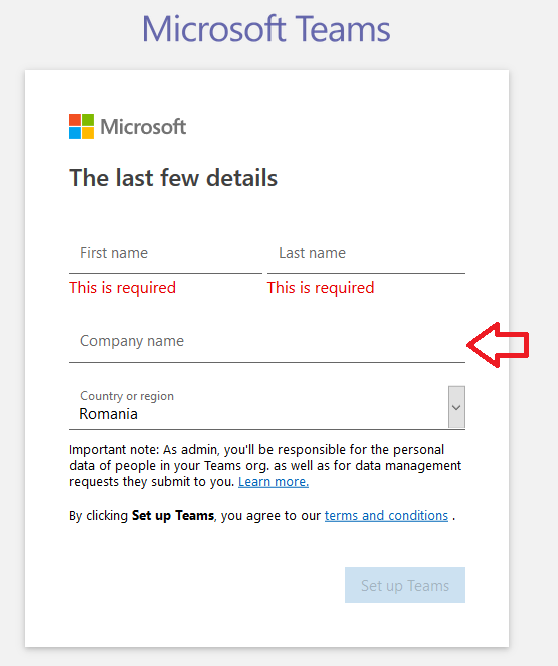 Microsoft Teams
Microsoft
The last few details
First name
Last name
This is required
This is required
Company name
Country or region
Romania
Important note: As admin, you'll be responsible for the personal
data of people in your Teams org. as well as for data management
requests they submit to you. Learn more.
By clicking Set up Teams, you agree to our terms and conditions .
Set up Teams